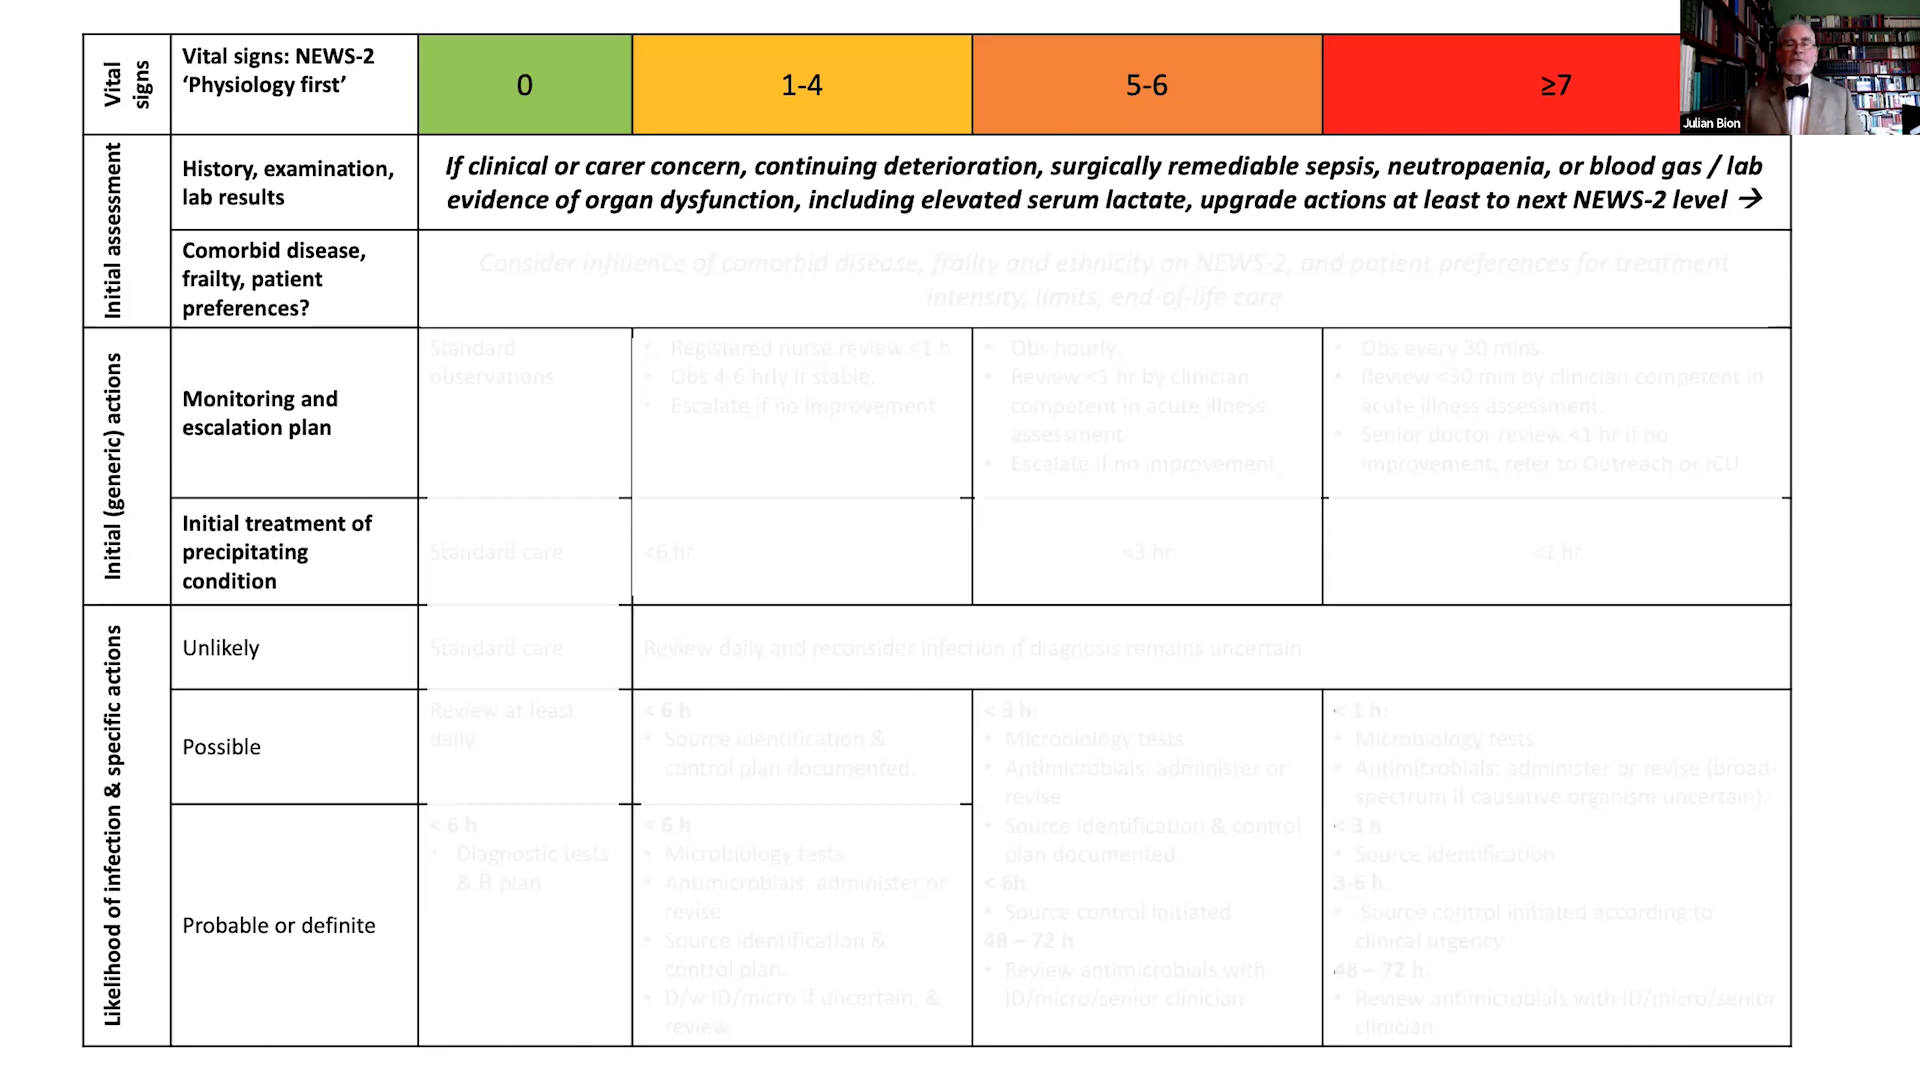 Vital signs
Vital signs: NEWS-2
‘Physiology first’
0
1-4
5-6
≥7
Julian Bion
Initial assessment
History, examination,
lab results
If clinical or carer concern, continuing deterioration, surgically remediable sepsis, neutropaenia, or blood gas / lab
evidence of organ dysfunction, including elevated serum lactate, upgrade actions at least to next NEWS-2 level →
Comorbid disease,
frailty, patient
preferences?
Consider influence of comorbid disease, frailty and ethnicity on NEWS-2, and patient preferences for treatment
intensity, limits, end-of-life care
Initial (generic) actions
Monitoring and
escalation plan
Standard
observations
• Registered nurse review <1 h
• Obs 4-6 hrly if stable.
• Escalate if no improvement
• Obs hourly.
• Review <1 hr by clinician
competent in acute illness
assessment
• Escalate if no improvement
• Obs every 30 mins.
• Review <30 min by clinician competent in
acute illness assessment.
• Senior doctor review <1 hr if no
improvement: refer to Outreach or ICU
Initial treatment of
precipitating
condition
Standard care
<6 hr
<3 hr
<1 hr
Likelihood of infection & specific actions
Unlikely
Standard care
Review daily and reconsider infection if diagnosis remains uncertain
Possible
Review at least
daily
< 6 h
• Source identification &
control plan documented.
< 3 h:
• Microbiology tests
• Antimicrobials: administer or
revise
• Source identification & control
plan documented.
< 6h
• Source control initiated
48 – 72 h
• Review antimicrobials with
ID/micro/senior clinician
< 1 h:
• Microbiology tests
• Antimicrobials: administer or revise (broad-
spectrum if causative organism uncertain).
< 3 h
• Source identification
3-6 h
• Source control initiated according to
clinical urgency
48 – 72 h:
• Review antimicrobials with ID/micro/senior
clinician
Probable or definite
< 6 h
• Diagnostic tests
& R plan
< 6 h
• Microbiology tests
• Antimicrobials: administer or
revise
• Source identification &
control plan.
• D/w ID/micro if uncertain, &
review.